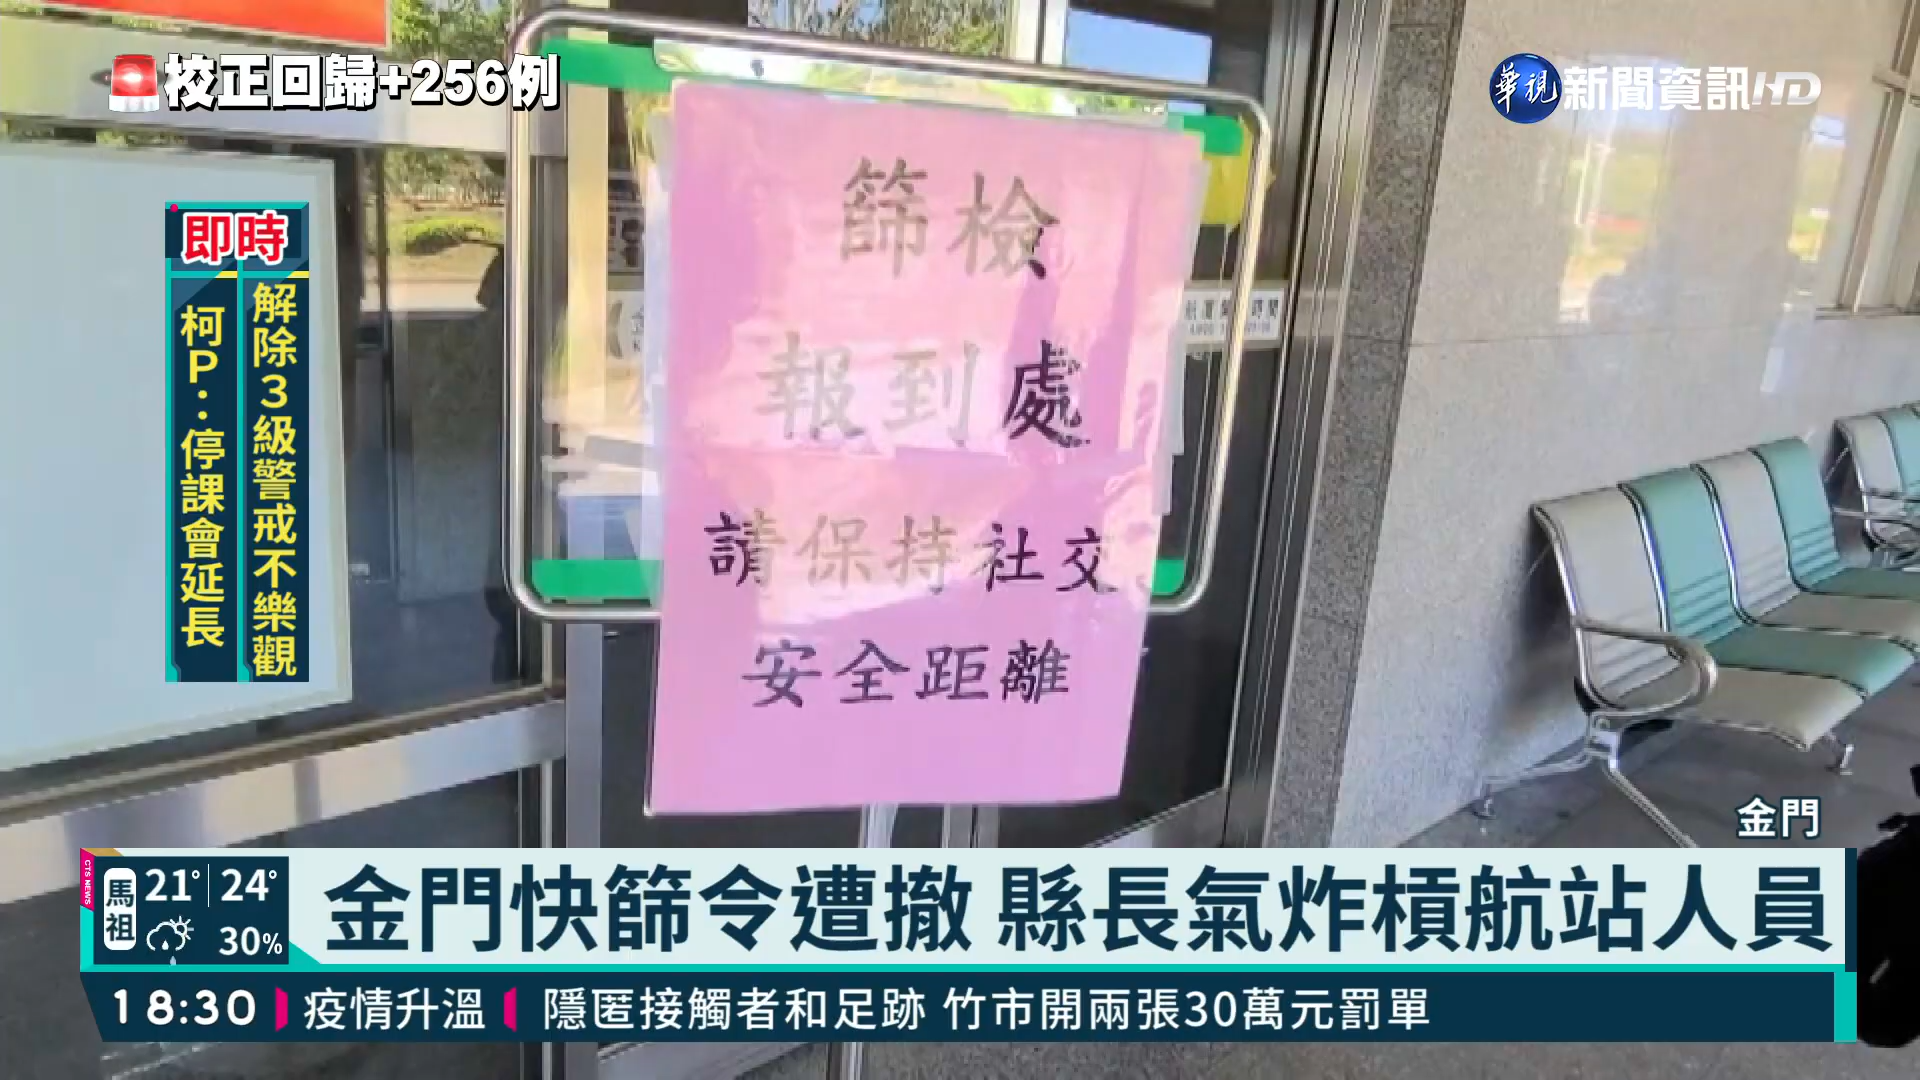 校正回歸+256例
華視 新聞資訊HD
即時
解除3級警戒不樂觀
柯P：停課會延長
篩檢
報到處
請保持社交
安全距離
金門
CTS NEWS
馬祖
21° 24°
30%
金門快篩令遭撤 縣長氣炸槓航站人員
18:30 疫情升溫 隱匿接觸者和足跡 竹市開兩張30萬元罰單